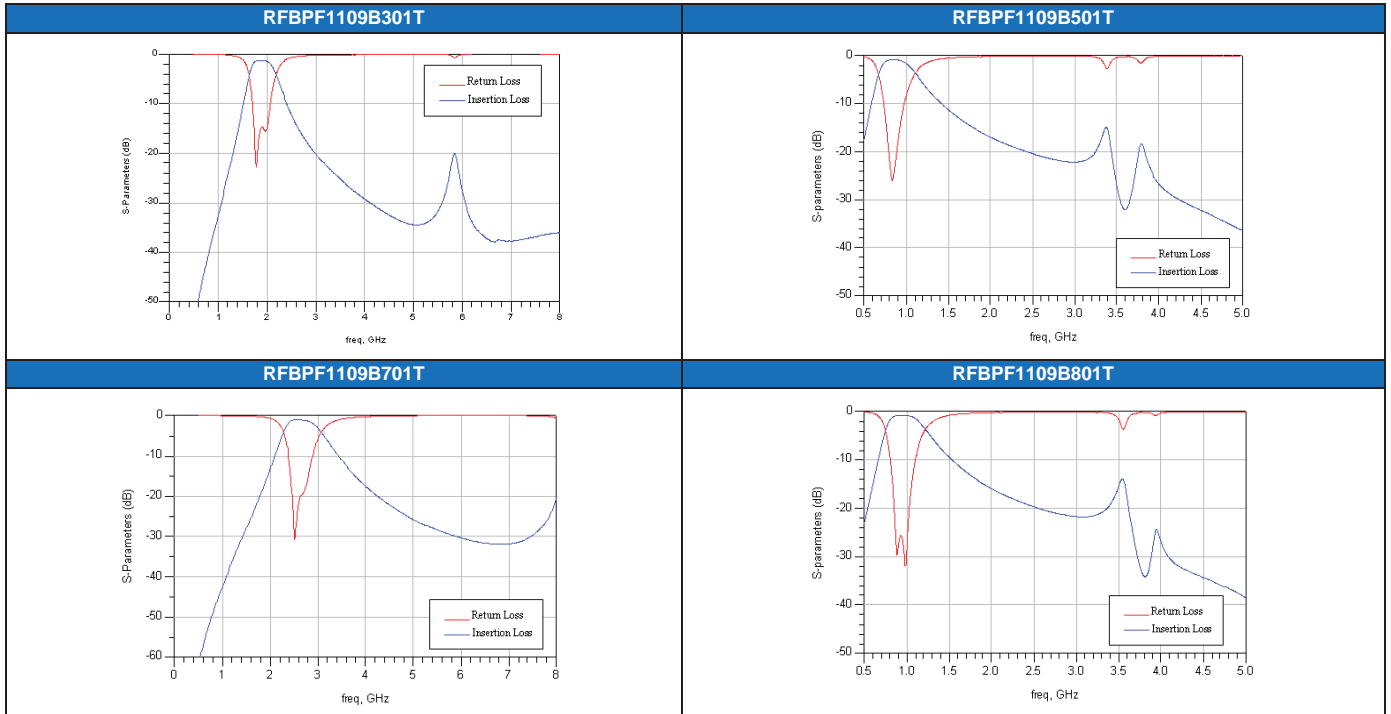 RFBPF1109B301T
S-Parameters (dB)
0
-10
-20
-30
-40
-50
Return Loss
Insertion Loss
0 1 2 3 4 5 6 7 8
freq, GHz
RFBPF1109B501T
S-parameters (dB)
0
-10
-20
-30
-40
-50
Return Loss
Insertion Loss
0.5 1.0 1.5 2.0 2.5 3.0 3.5 4.0 4.5 5.0
freq, GHz
RFBPF1109B701T
S-Parameters (dB)
0
-10
-20
-30
-40
-50
-60
Return Loss
Insertion Loss
0 1 2 3 4 5 6 7 8
freq, GHz
RFBPF1109B801T
S-parameters (dB)
0
-10
-20
-30
-40
-50
Return Loss
Insertion Loss
0.5 1.0 1.5 2.0 2.5 3.0 3.5 4.0 4.5 5.0
freq, GHz